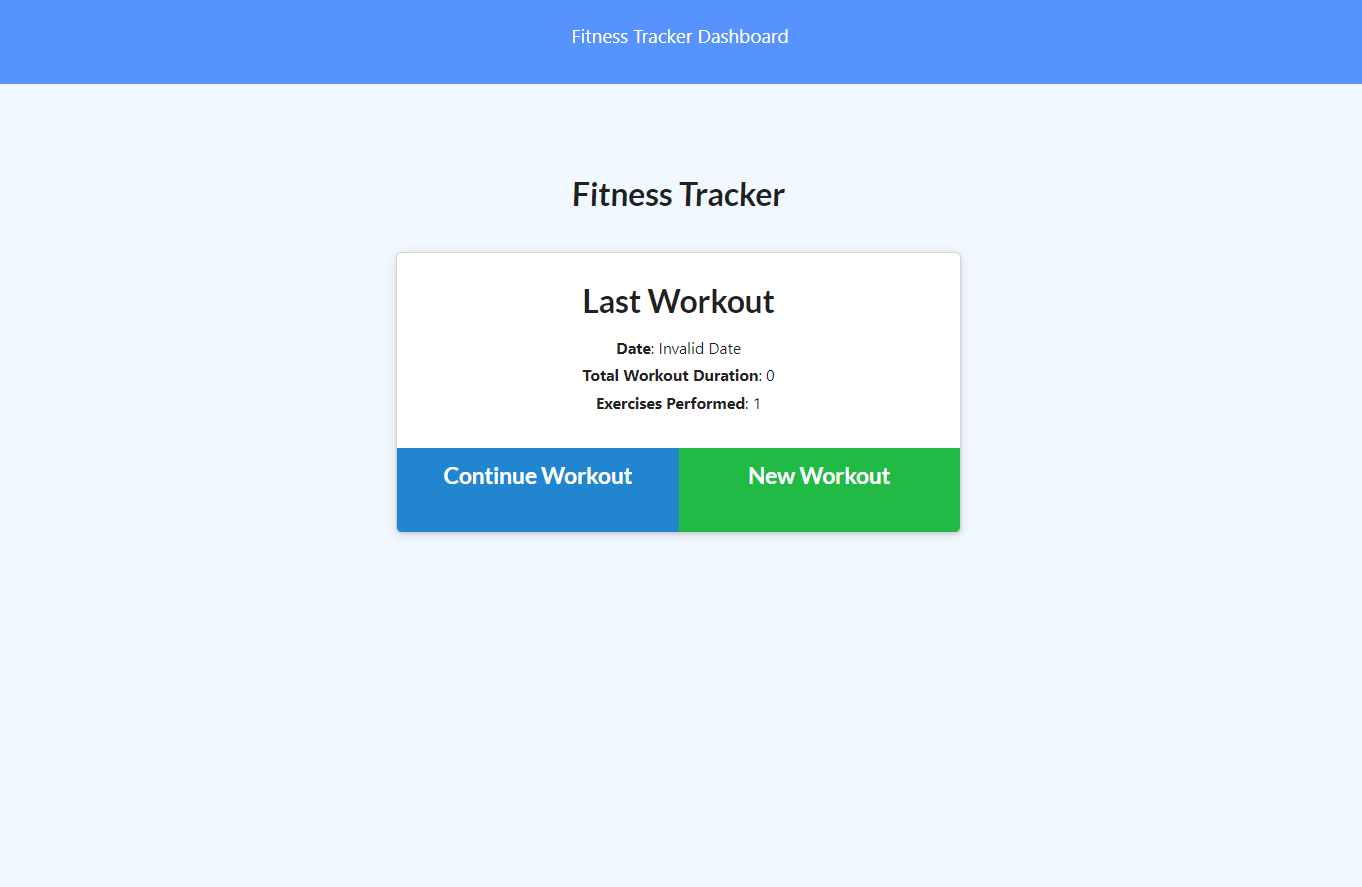 Fitness Tracker Dashboard
Fitness Tracker
Last Workout
Date: Invalid Date
Total Workout Duration: 0
Exercises Performed: 1
Continue Workout
New Workout